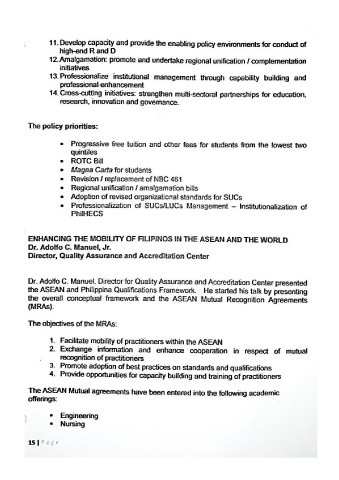 11. Develop capacity and provide the enabling policy environments for conduct of
high-end R and D
12. Amalgamation: promote and undertake regional unification / complementation
initiatives
13. Professionalize institutional management through capability building and
professional enhancement
14. Cross-cutting initiatives: strengthen multi-sectoral partnerships for education,
research, innovation and governance.
The policy priorities:
• Progressive free tuition and other fees for students from the lowest two
quintiles
• ROTC Bill
• Magna Carta for students
• Revision / replacement of NBC 461
• Regional unification / amalgamation bills
• Adoption of revised organizational standards for SUCs
• Professionalization of SUCs/LUCs Management – Institutionalization of
PhilHECS
ENHANCING THE MOBILITY OF FILIPINOS IN THE ASEAN AND THE WORLD
Dr. Adolfo C. Manuel, Jr.
Director, Quality Assurance and Accreditation Center
Dr. Adolfo C. Manuel, Director for Quality Assurance and Accreditation Center presented
the ASEAN and Philippine Qualifications Framework. He started his talk by presenting
the overall conceptual framework and the ASEAN Mutual Recognition Agreements
(MRAs).
The objectives of the MRAs:
1. Facilitate mobility of practitioners within the ASEAN
2. Exchange information and enhance cooperation in respect of mutual
recognition of practitioners
3. Promote adoption of best practices on standards and qualifications
4. Provide opportunities for capacity building and training of practitioners
The ASEAN Mutual agreements have been entered into the following academic
offerings:
• Engineering
• Nursing
15 | Page